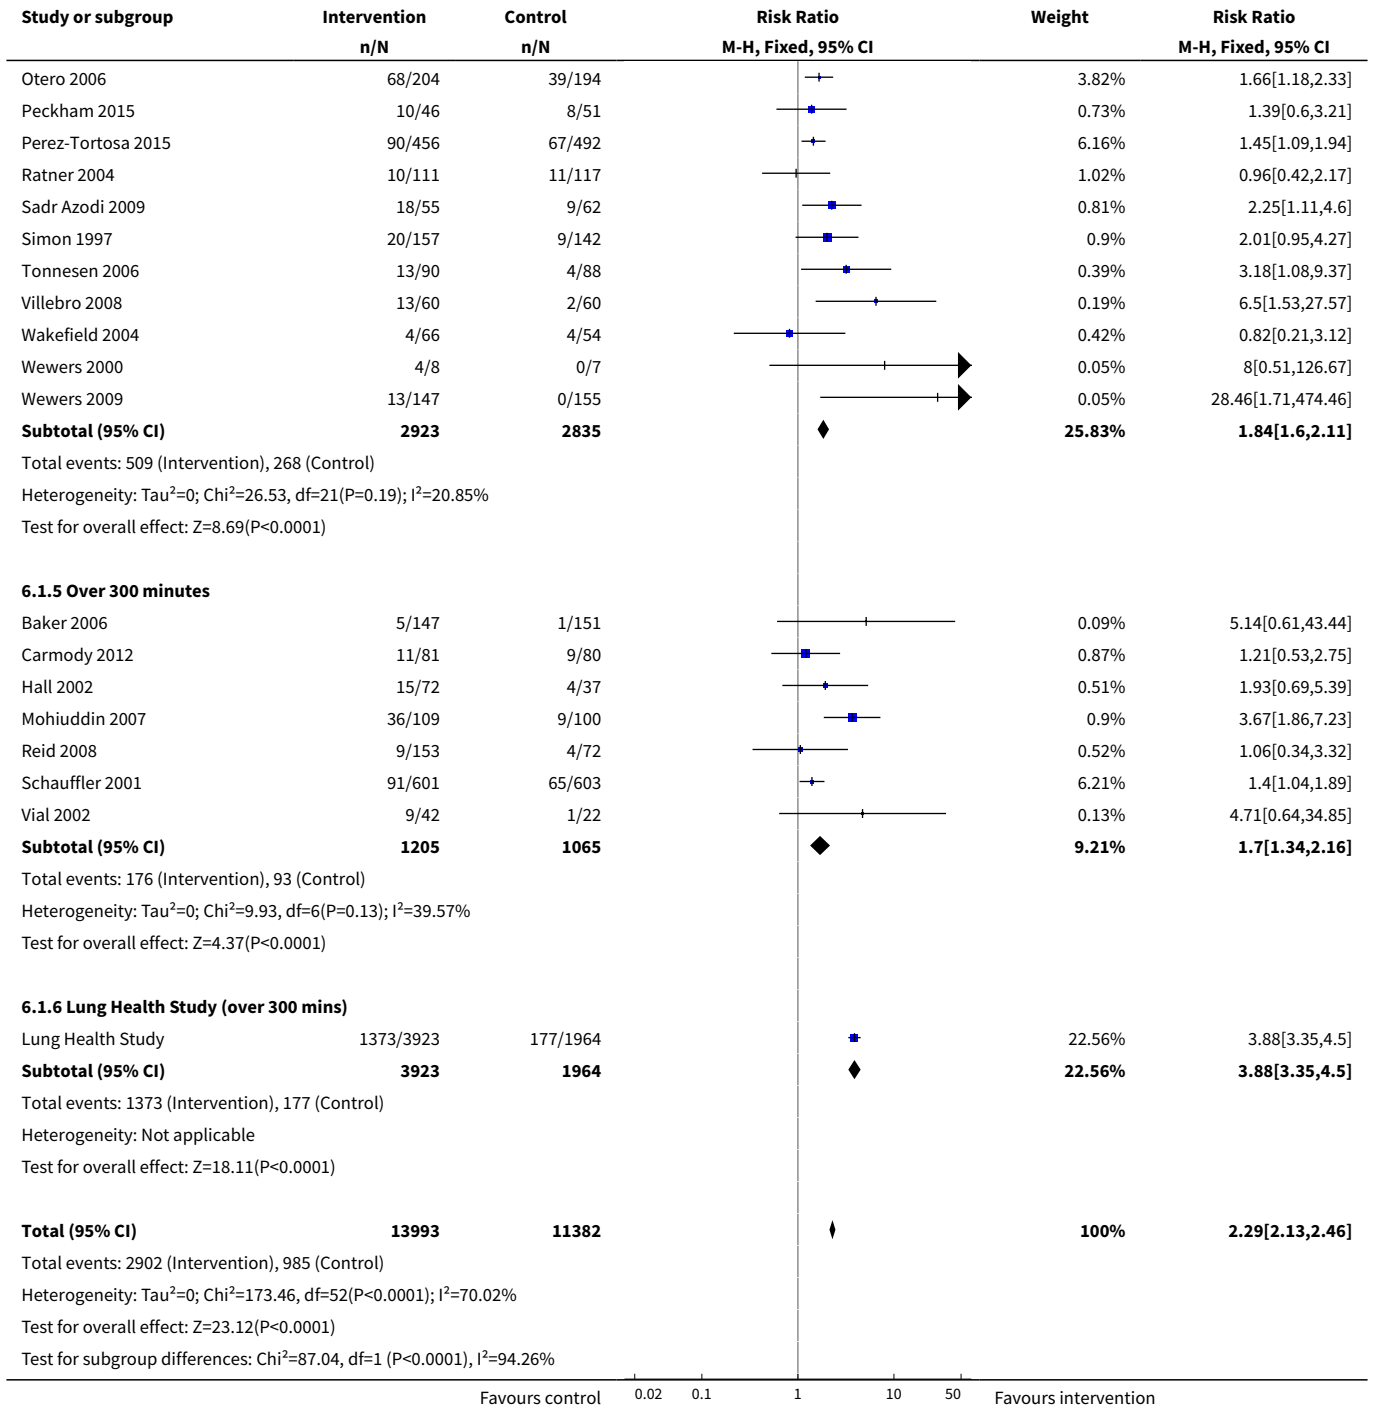 Study or subgroup Intervention Control Risk Ratio Weight Risk Ratio
n/N n/N M-H, Fixed, 95% CI M-H, Fixed, 95% CI
Otero 2006 68/204 39/194 3.82% 1.66[1.18,2.33]
Peckham 2015 10/46 8/51 0.73% 1.39[0.6,3.21]
Perez-Tortosa 2015 90/456 67/492 6.16% 1.45[1.09,1.94]
Ratner 2004 10/111 11/117 1.02% 0.96[0.42,2.17]
Sadr Azodi 2009 18/55 9/62 0.81% 2.25[1.11,4.6]
Simon 1997 20/157 9/142 0.9% 2.01[0.95,4.27]
Tonnesen 2006 13/90 4/88 0.39% 3.18[1.08,9.37]
Villebro 2008 13/60 2/60 0.19% 6.5[1.53,27.57]
Wakefield 2004 4/66 4/54 0.42% 0.82[0.21,3.12]
Wewers 2000 4/8 0/7 0.05% 8[0.51,126.67]
Wewers 2009 13/147 0/155 0.05% 28.46[1.71,474.46]
Subtotal (95% CI) 2923 2835 25.83% 1.84[1.6,2.11]
Total events: 509 (Intervention), 268 (Control)
Heterogeneity: Tau²=0; Chi²=26.53, df=21(P=0.19); I²=20.85%
Test for overall effect: Z=8.69(P<0.0001)
6.1.5 Over 300 minutes
Baker 2006 5/147 1/151 0.09% 5.14[0.61,43.44]
Carmody 2012 11/81 9/80 0.87% 1.21[0.53,2.75]
Hall 2002 15/72 4/37 0.51% 1.93[0.69,5.39]
Mohiuddin 2007 36/109 9/100 0.9% 3.67[1.86,7.23]
Reid 2008 9/153 4/72 0.52% 1.06[0.34,3.32]
Schauffler 2001 91/601 65/603 6.21% 1.4[1.04,1.89]
Vial 2002 9/42 1/22 0.13% 4.71[0.64,34.85]
Subtotal (95% CI) 1205 1065 9.21% 1.7[1.34,2.16]
Total events: 176 (Intervention), 93 (Control)
Heterogeneity: Tau²=0; Chi²=9.93, df=6(P=0.13); I²=39.57%
Test for overall effect: Z=4.37(P<0.0001)
6.1.6 Lung Health Study (over 300 mins)
Lung Health Study 1373/3923 177/1964 22.56% 3.88[3.35,4.5]
Subtotal (95% CI) 3923 1964 22.56% 3.88[3.35,4.5]
Total events: 1373 (Intervention), 177 (Control)
Heterogeneity: Not applicable
Test for overall effect: Z=18.11(P<0.0001)
Total (95% CI) 13993 11382 100% 2.29[2.13,2.46]
Total events: 2902 (Intervention), 985 (Control)
Heterogeneity: Tau²=0; Chi²=173.46, df=52(P<0.0001); I²=70.02%
Test for overall effect: Z=23.12(P<0.0001)
Test for subgroup differences: Chi²=87.04, df=1 (P<0.0001), I²=94.26%
Favours control 0.02 0.1 1 10 50 Favours intervention